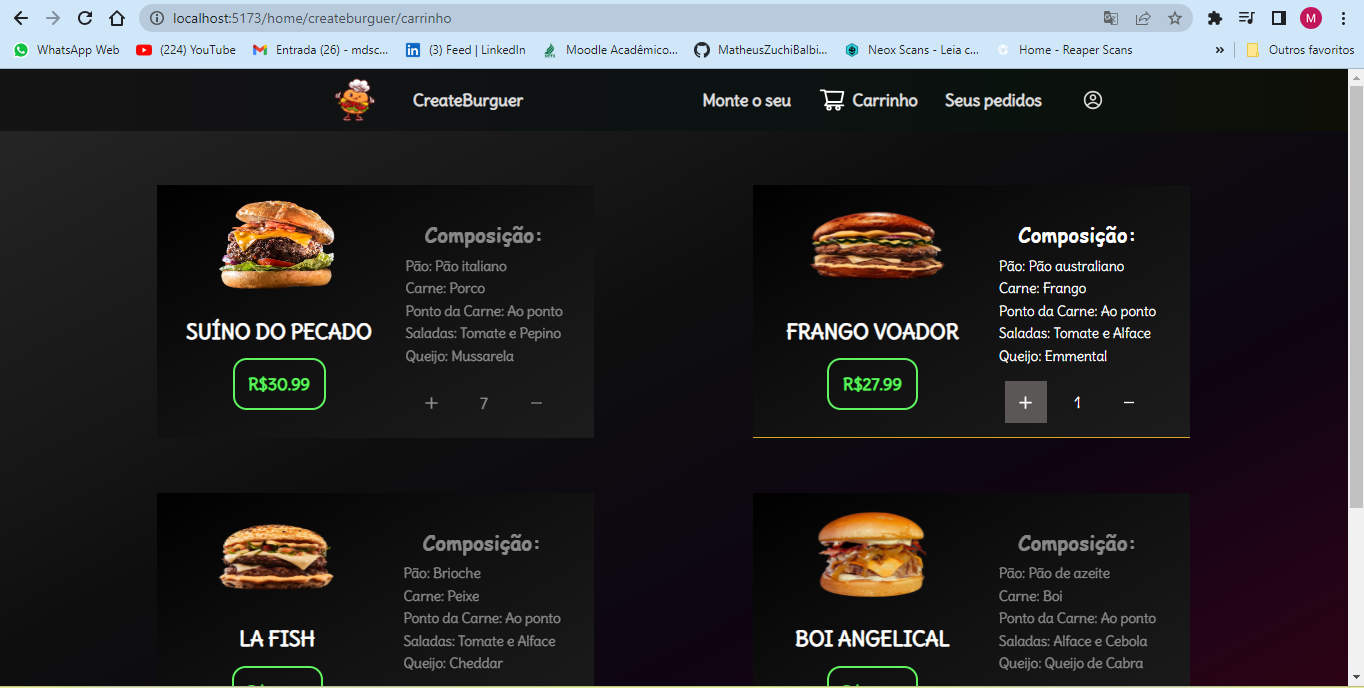 localhost:5173/home/createburguer/carrinho
M
WhatsApp Web
(224) YouTube
Entrada (26) - mdsc...
(3) Feed | LinkedIn
Moodle Acadêmico...
MatheusZuchiBalbi...
Neox Scans - Leia c...
Home - Reaper Scans
»
Outros favoritos
CreateBurguer
Monte o seu
Carrinho
Seus pedidos
SUÍNO DO PECADO
R$30.99
Composição:
Pão: Pão italiano
Carne: Porco
Ponto da Carne: Ao ponto
Saladas: Tomate e Pepino
Queijo: Mussarela
+ 7 −
FRANGO VOADOR
R$27.99
Composição:
Pão: Pão australiano
Carne: Frango
Ponto da Carne: Ao ponto
Saladas: Tomate e Alface
Queijo: Emmental
+ 1 −
LA FISH
Composição:
Pão: Brioche
Carne: Peixe
Ponto da Carne: Ao ponto
Saladas: Tomate e Alface
Queijo: Cheddar
BOI ANGELICAL
Composição:
Pão: Pão de azeite
Carne: Boi
Ponto da Carne: Ao ponto
Saladas: Alface e Cebola
Queijo: Queijo de Cabra